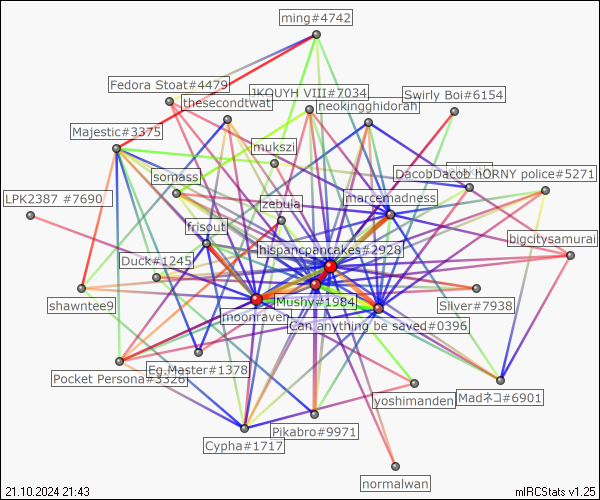 ming#4742
Fedora Stoat#4479
JKOUYH VIII#7034
Swirly Boi#6154
thesecondtwat
neokingghidorah
Majestic#3375
mukszi
somass
DacobDacob hORNY police#5271
LPK2387 #7690
zebula
marcemadness
frisout
bigcitysamurai
hispancpancakes#2928
Duck#1245
shawntee9
Mushy#1984
Silver#7938
moonraven
Can anything be saved#0396
Eg.Master#1378
Pocket Persona#3326
yoshimanden
Madネコ#6901
Cypha#1717
Pikabro#9971
normalwan
21.10.2024 21:43
mIRCStats v1.25